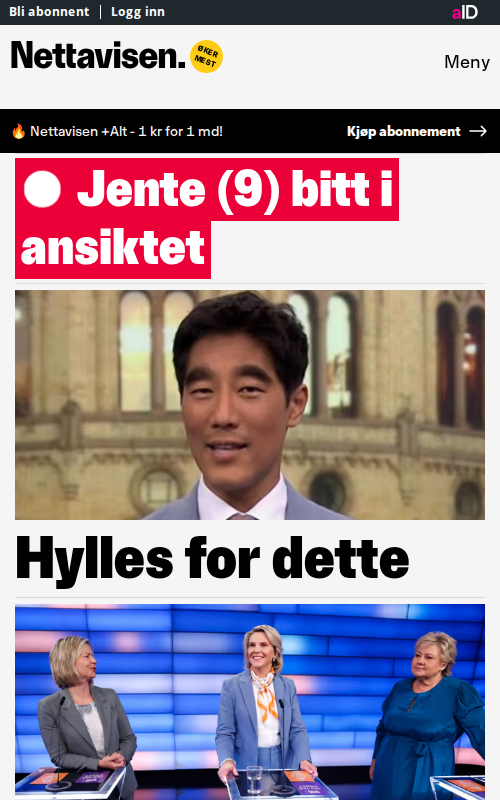 Bli abonnent
Logg inn
aID
Nettavisen.
ØKER
MEST
Meny
🔥 Nettavisen +Alt - 1 kr for 1 md!
Kjøp abonnement →
Jente (9) bitt i
ansiktet
Hylles for dette